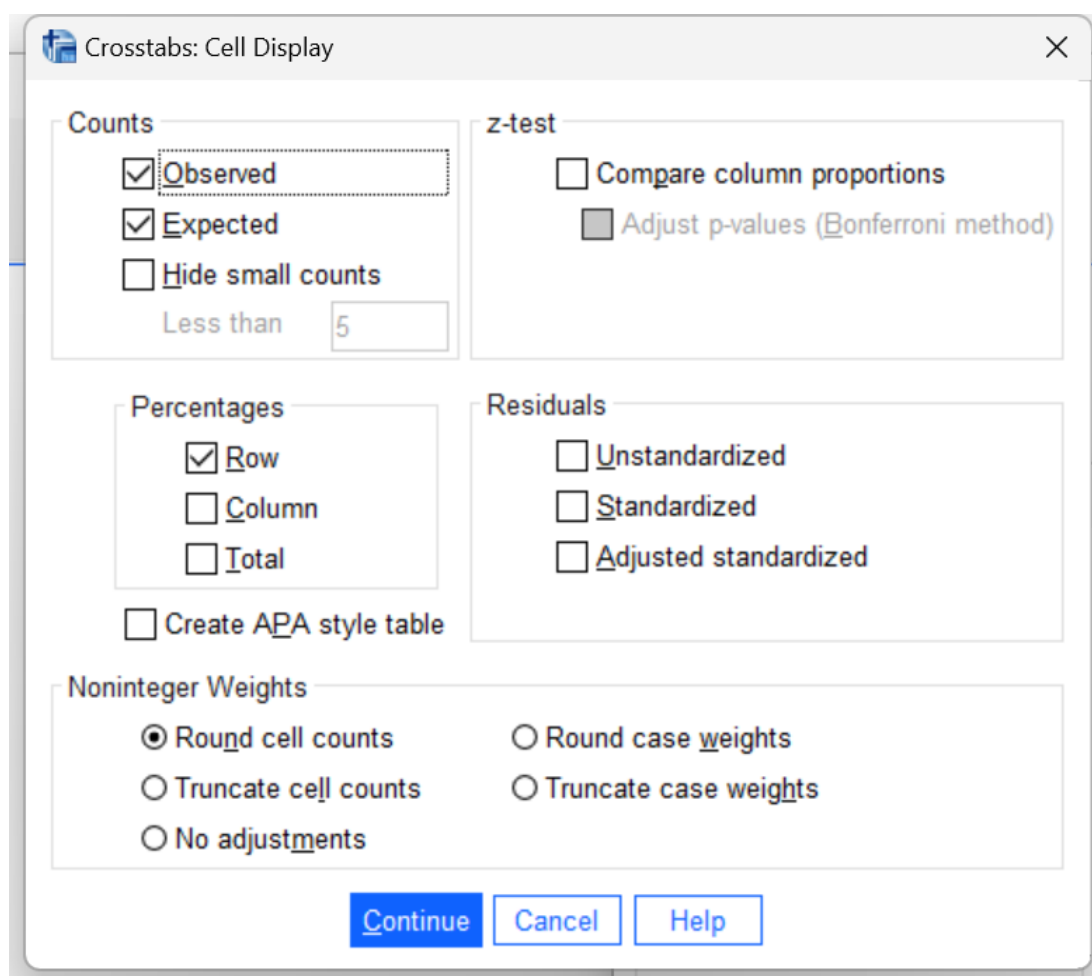 Crosstabs: Cell Display
Counts
Observed
Expected
Hide small counts
Less than 5
z-test
Compare column proportions
Adjust p-values (Bonferroni method)
Percentages
Row
Column
Total
Create APA style table
Residuals
Unstandardized
Standardized
Adjusted standardized
Noninteger Weights
Round cell counts
Round case weights
Truncate cell counts
Truncate case weights
No adjustments
Continue Cancel Help